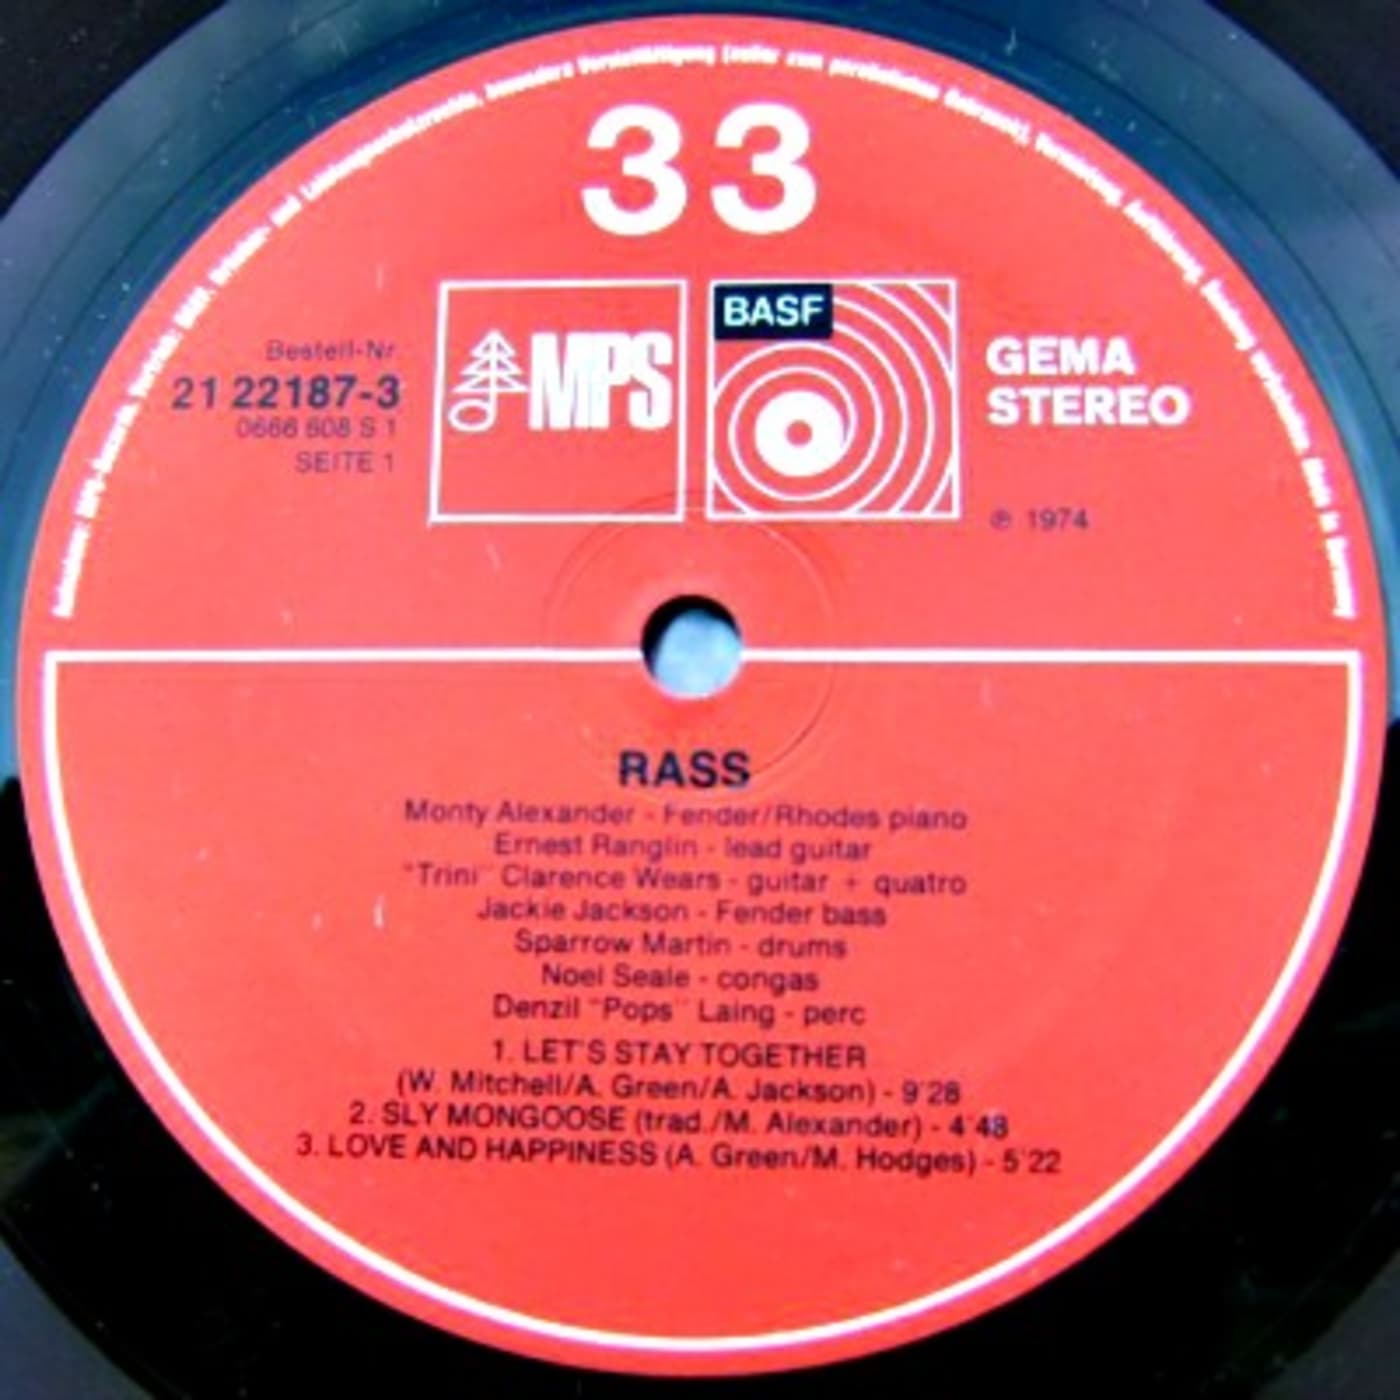 33
Bestell-Nr.
21 22187-3
0666 608 S 1
SEITE 1
MPS
BASF
GEMA
STEREO
℗ 1974
RASS
Monty Alexander - Fender/Rhodes piano
Ernest Ranglin - lead guitar
"Trini" Clarence Wears - guitar + quatro
Jackie Jackson - Fender bass
Sparrow Martin - drums
Noel Seale - congas
Denzil "Pops" Laing - perc
1. LET'S STAY TOGETHER
(W. Mitchell/A. Green/A. Jackson) - 9'28
2. SLY MONGOOSE (trad./M. Alexander) - 4'48
3. LOVE AND HAPPINESS (A. Green/M. Hodges) - 5'22